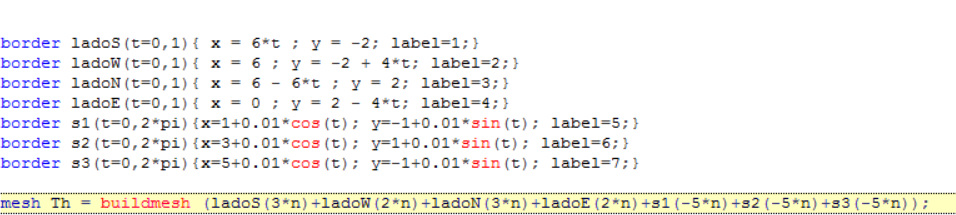 border ladoS(t=0,1){ x = 6*t ; y = -2; label=1;}
border ladoW(t=0,1){ x = 6 ; y = -2 + 4*t; label=2;}
border ladoN(t=0,1){ x = 6 - 6*t ; y = 2; label=3;}
border ladoE(t=0,1){ x = 0 ; y = 2 - 4*t; label=4;}
border s1(t=0,2*pi){x=1+0.01*cos(t); y=-1+0.01*sin(t); label=5;}
border s2(t=0,2*pi){x=3+0.01*cos(t); y=1+0.01*sin(t); label=6;}
border s3(t=0,2*pi){x=5+0.01*cos(t); y=-1+0.01*sin(t); label=7;}
mesh Th = buildmesh (ladoS(3*n)+ladoW(2*n)+ladoN(3*n)+ladoE(2*n)+s1(-5*n)+s2(-5*n)+s3(-5*n));